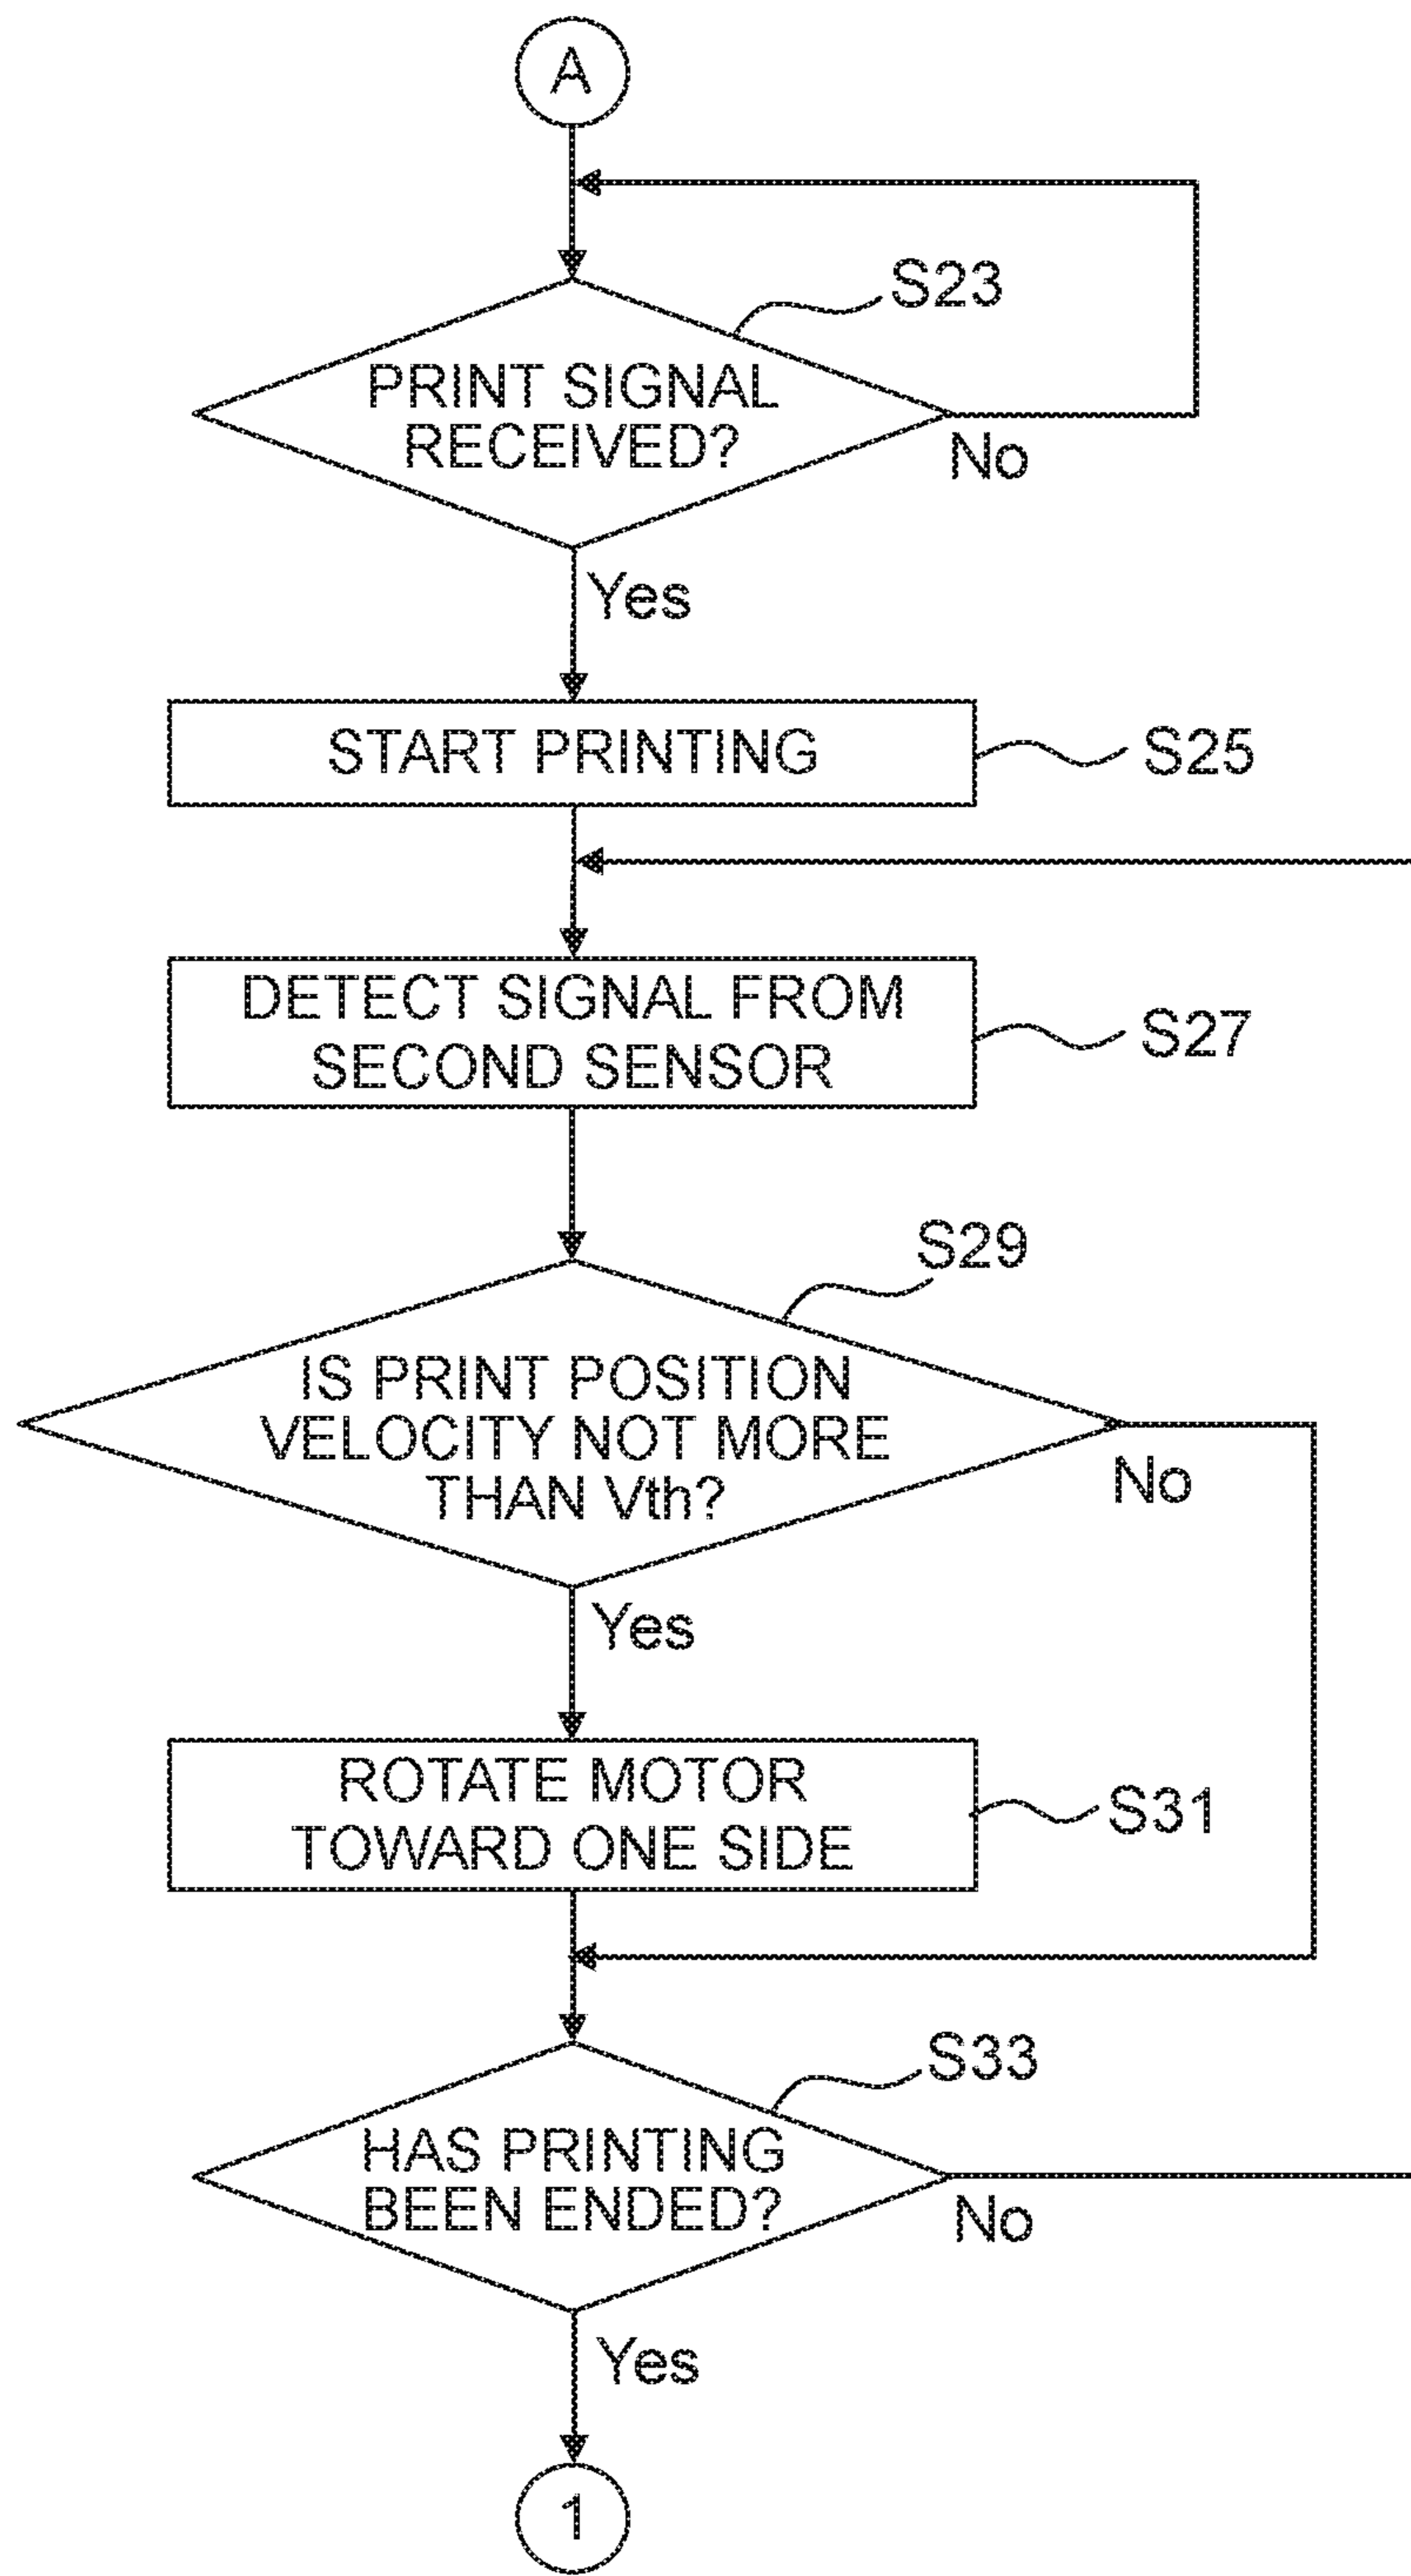 A
S23
PRINT SIGNAL
RECEIVED?
No
Yes
START PRINTING
S25
DETECT SIGNAL FROM
SECOND SENSOR
S27
S29
IS PRINT POSITION
VELOCITY NOT MORE
THAN Vth?
No
Yes
ROTATE MOTOR
TOWARD ONE SIDE
S31
S33
HAS PRINTING
BEEN ENDED?
No
Yes
1